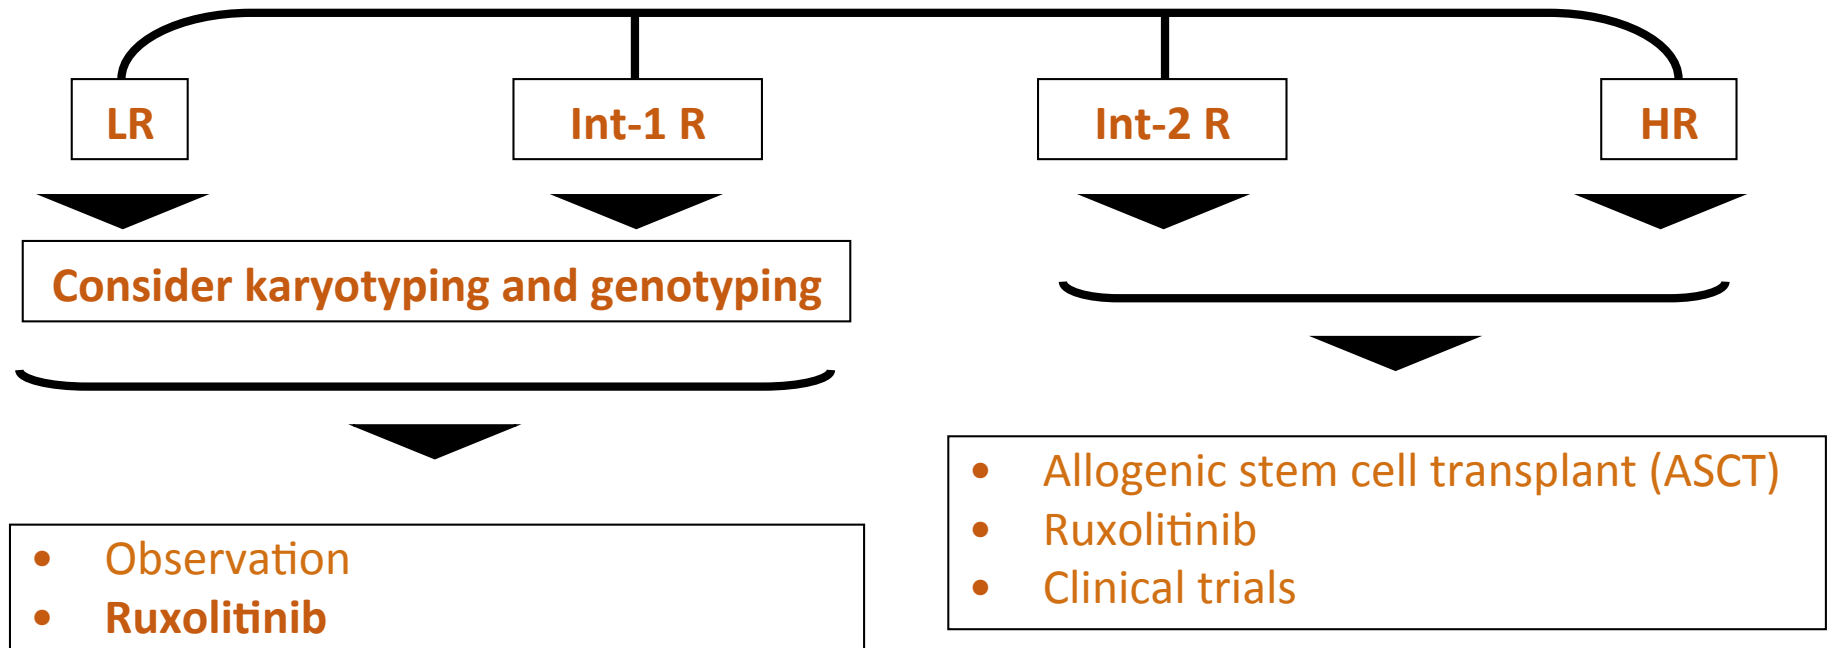 LR
Int-1 R
Int-2 R
HR
Consider karyotyping and genotyping
• Observation
• Ruxolitinib
• Allogenic stem cell transplant (ASCT)
• Ruxolitinib
• Clinical trials